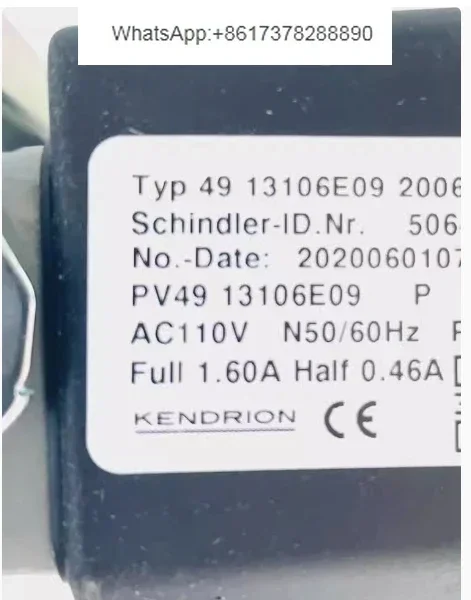 WhatsApp:+8617378288890
Typ 49 13106E09 2006
Schindler-ID.Nr. 506
No.-Date: 2020060107
PV49 13106E09 P
AC110V N50/60Hz
Full 1.60A Half 0.46A
KENDRION CE